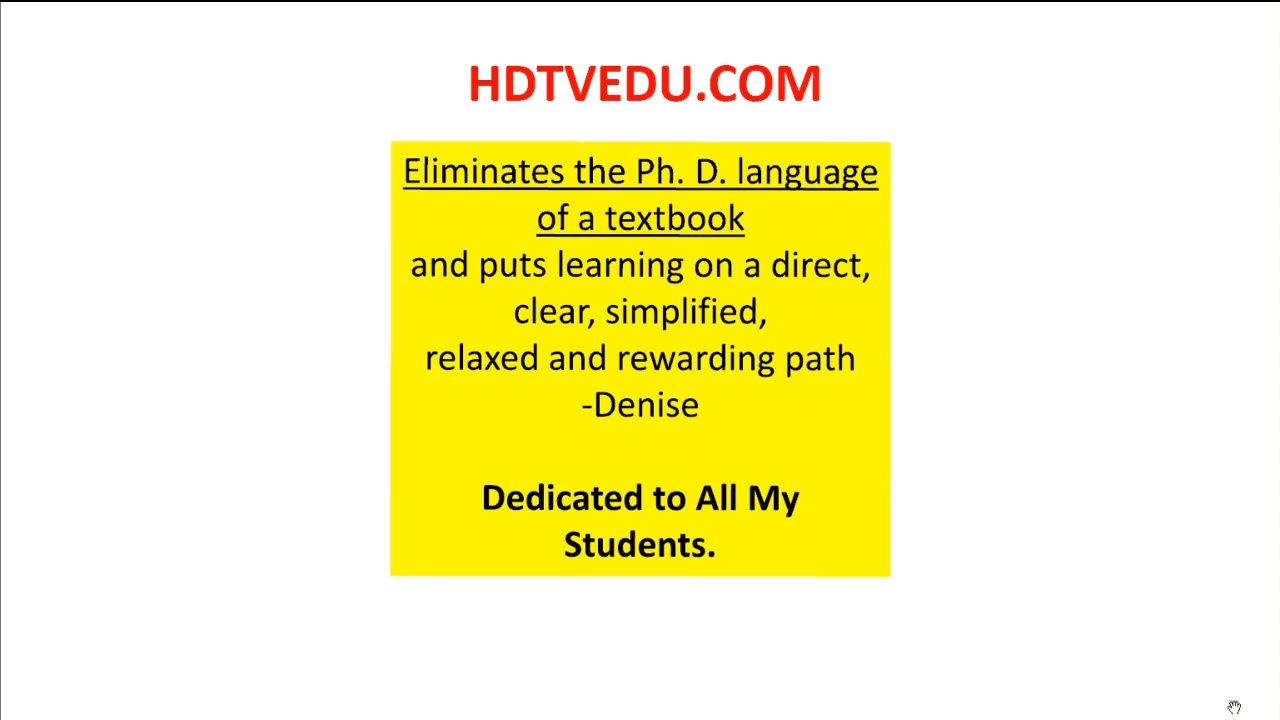 HDTVEDU.COM
Eliminates the Ph. D. language
of a textbook
and puts learning on a direct,
clear, simplified,
relaxed and rewarding path
-Denise
Dedicated to All My
Students.